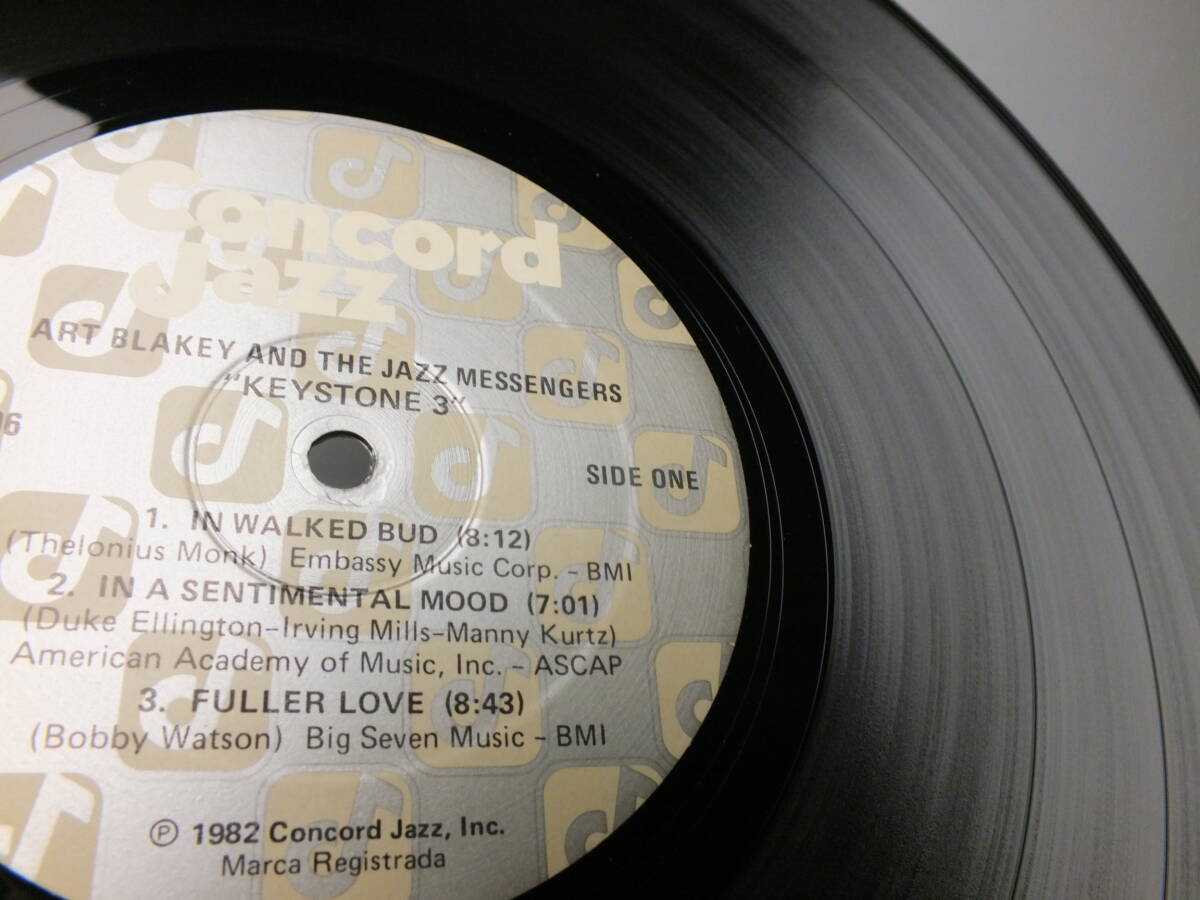 Concord
Jazz
ART BLAKEY AND THE JAZZ MESSENGERS
"KEYSTONE 3"
SIDE ONE
1. IN WALKED BUD (8:12)
(Thelonius Monk) Embassy Music Corp. – BMI
2. IN A SENTIMENTAL MOOD (7:01)
(Duke Ellington–Irving Mills–Manny Kurtz)
American Academy of Music, Inc. – ASCAP
3. FULLER LOVE (8:43)
(Bobby Watson) Big Seven Music – BMI
℗ 1982 Concord Jazz, Inc.
Marca Registrada